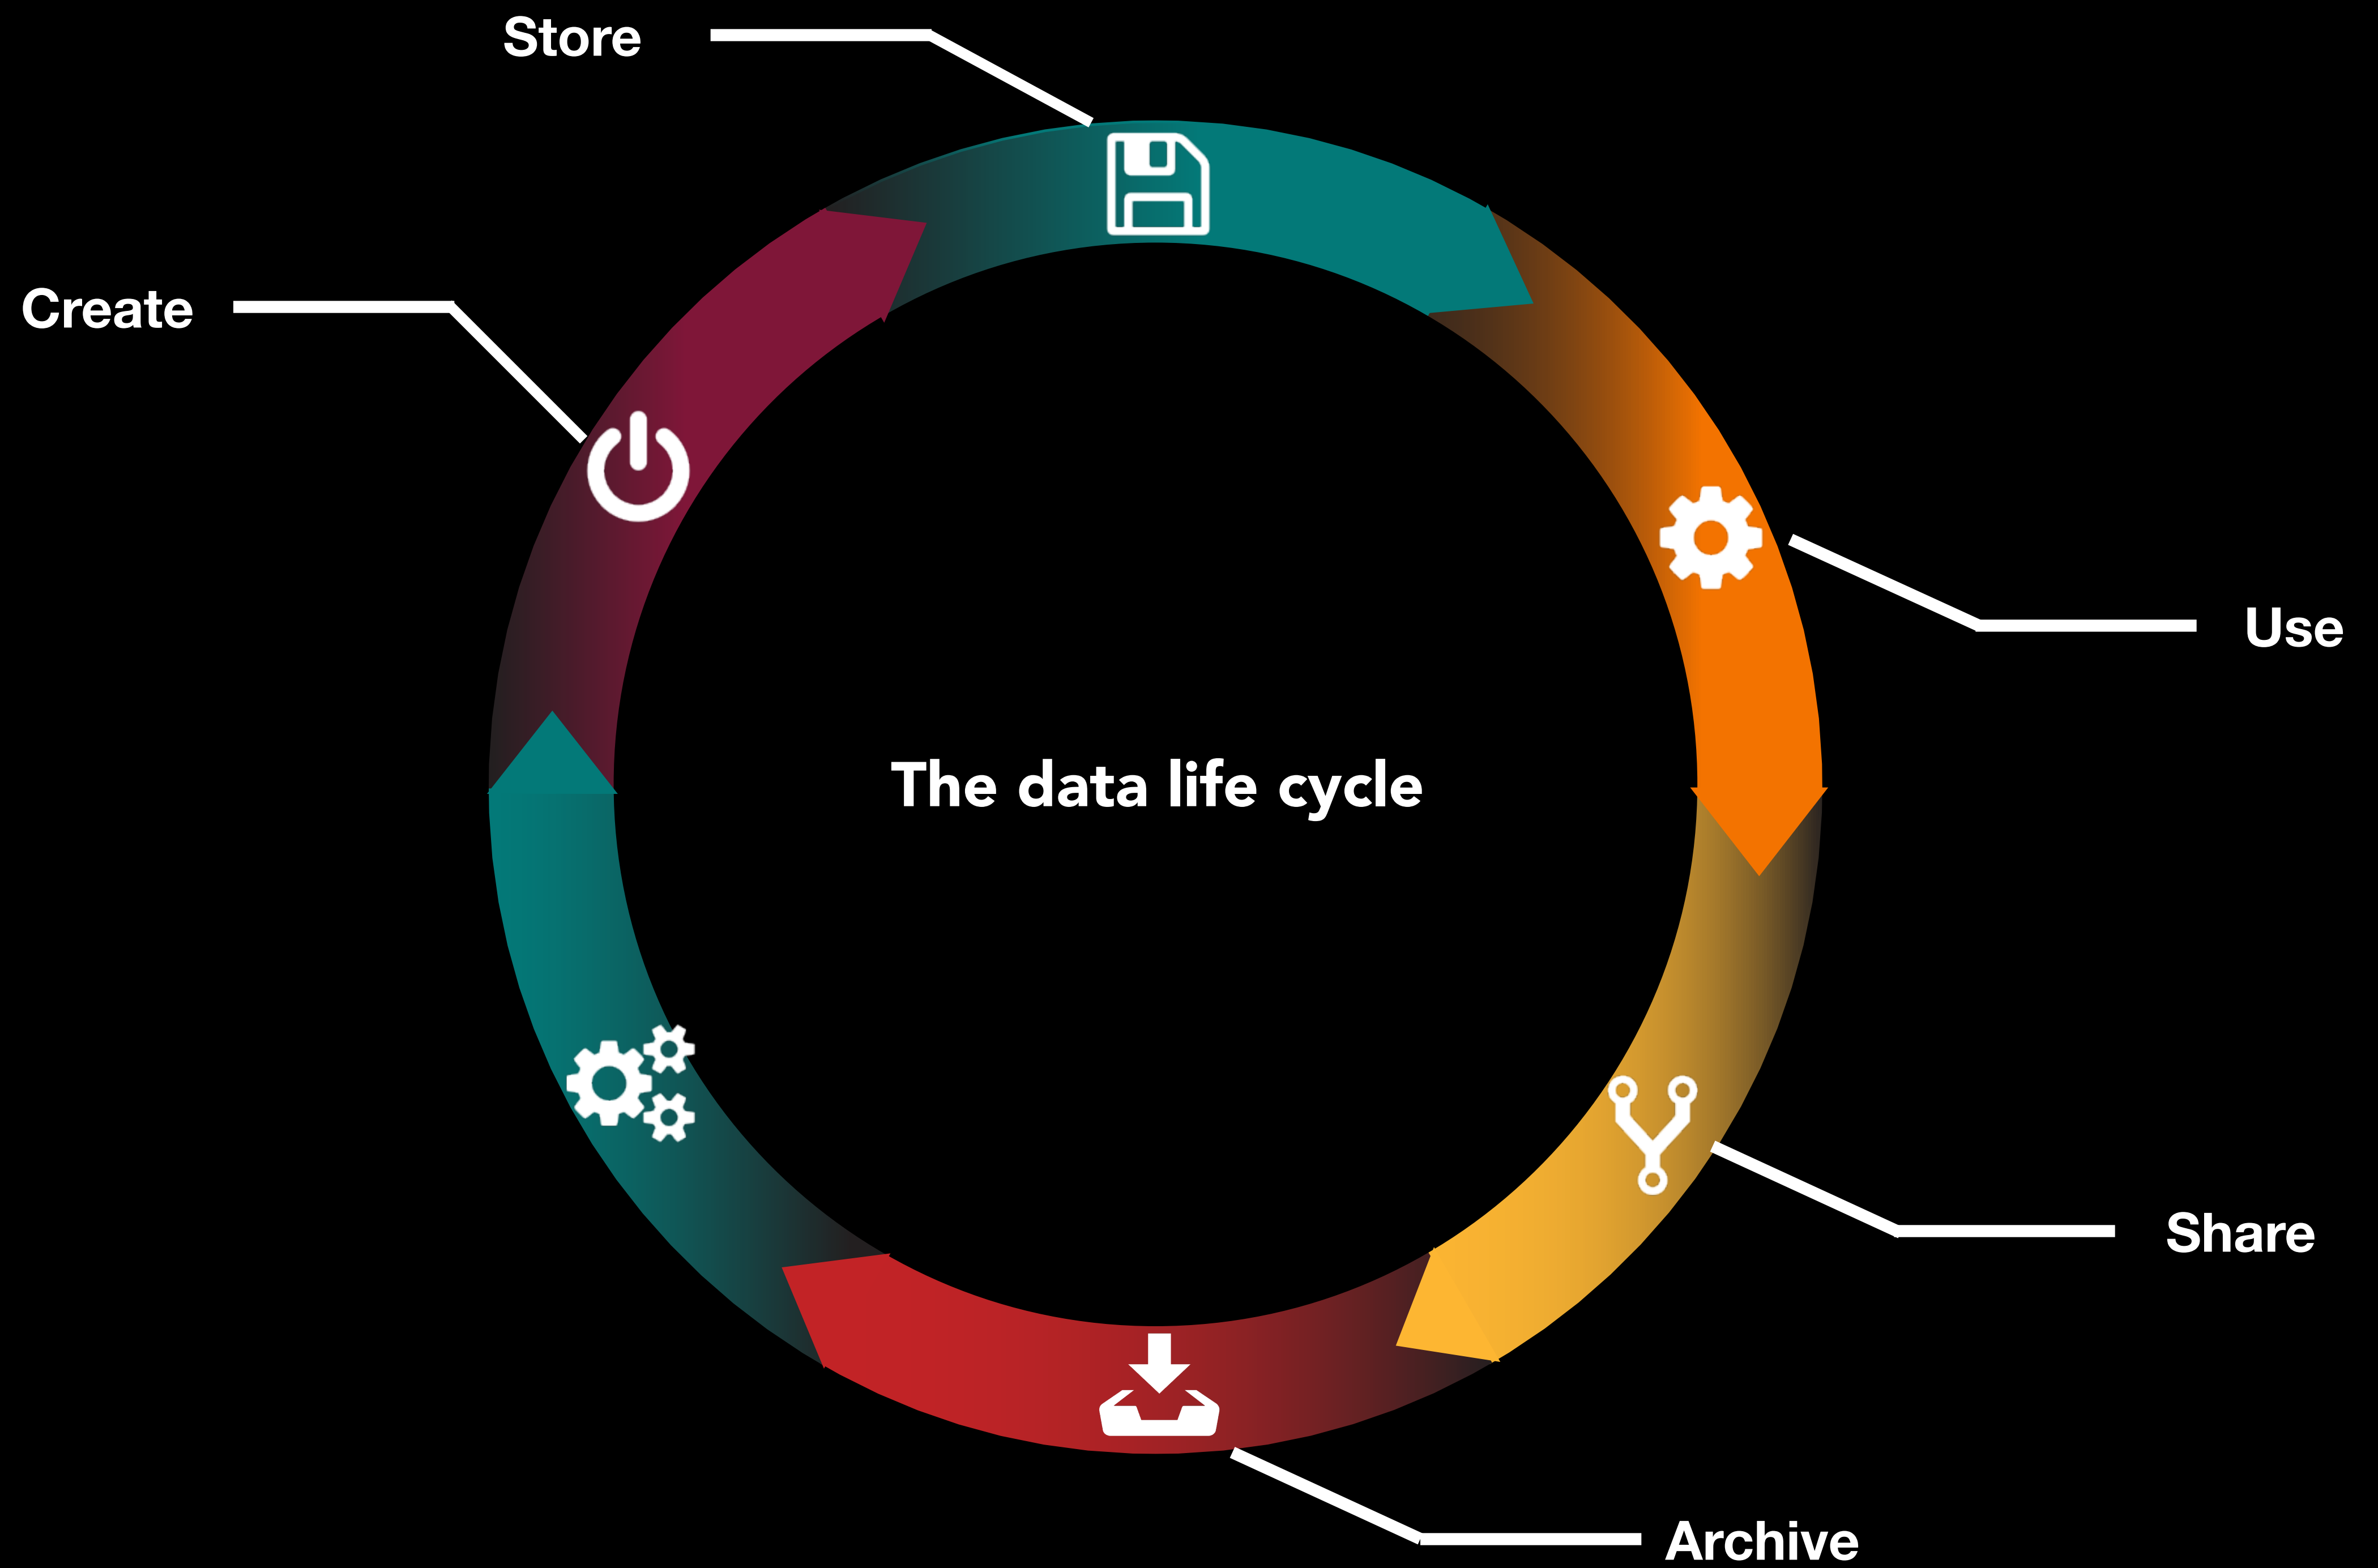 Store
Create
Use
The data life cycle
Share
Archive